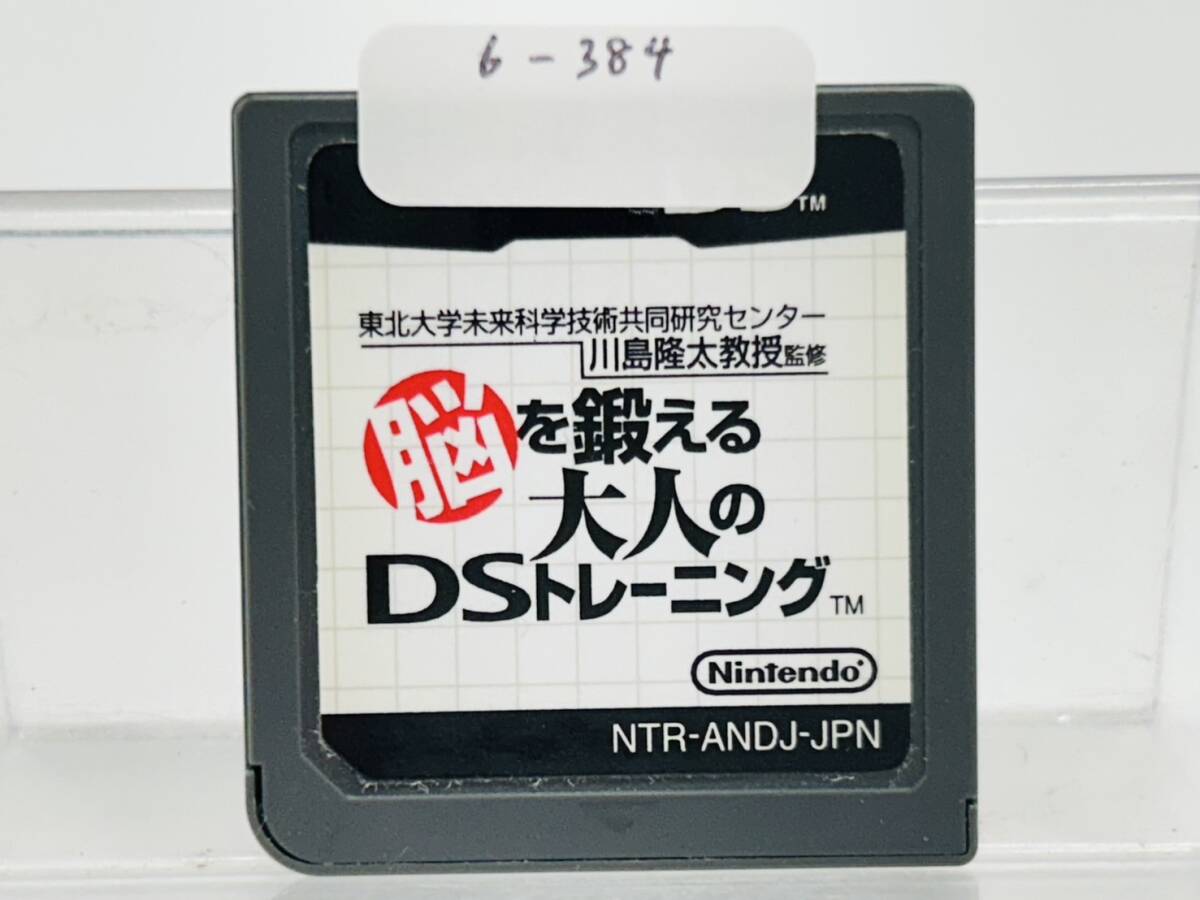 6-384
TM
東北大学未来科学技術共同研究センター
川島隆太教授監修
脳を鍛える
大人の
DSトレーニング TM
Nintendo
NTR-ANDJ-JPN